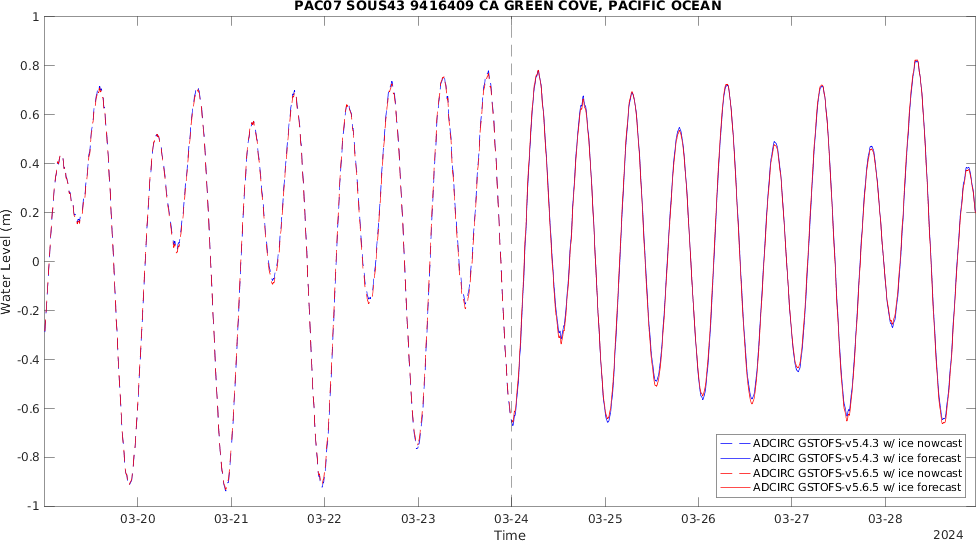 PAC07 SOUS43 9416409 CA GREEN COVE, PACIFIC OCEAN
Water Level (m)
1
0.8
0.6
0.4
0.2
0
-0.2
-0.4
-0.6
-0.8
-1
ADCIRC GSTOFS-v5.4.3 w/ ice nowcast
ADCIRC GSTOFS-v5.4.3 w/ ice forecast
ADCIRC GSTOFS-v5.6.5 w/ ice nowcast
ADCIRC GSTOFS-v5.6.5 w/ ice forecast
03-20 03-21 03-22 03-23 03-24 03-25 03-26 03-27 03-28
Time
2024